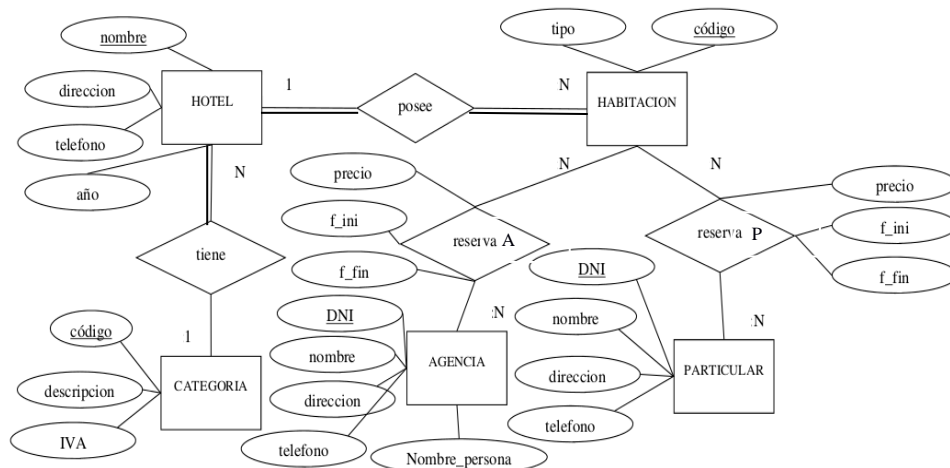 nombre
tipo
código
direccion
HOTEL
1
posee
N
HABITACION
telefono
año
N
precio
N
N
precio
f_ini
reserva A
reserva P
f_ini
tiene
f_fin
DNI
f_fin
código
DNI
N
nombre
N
1
nombre
AGENCIA
CATEGORIA
PARTICULAR
descripcion
direccion
direccion
IVA
telefono
Nombre_persona
telefono